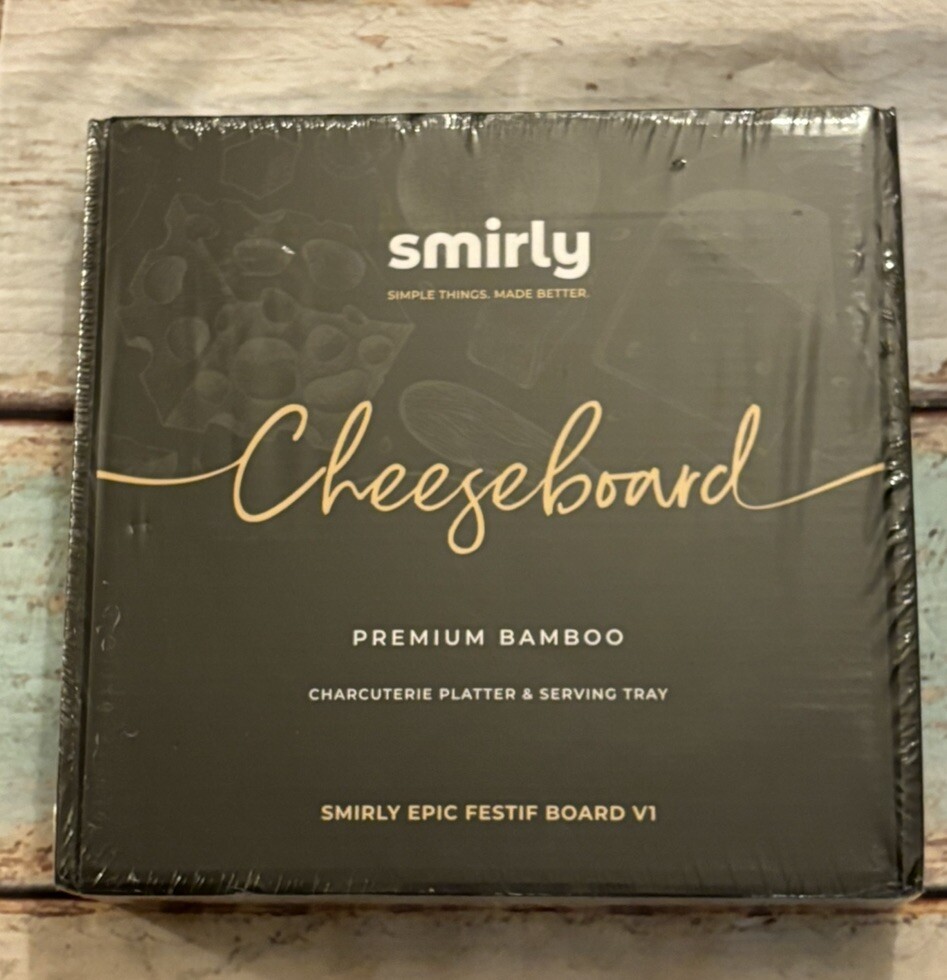 smirly
SIMPLE THINGS. MADE BETTER.
Cheeseboard
PREMIUM BAMBOO
CHARCUTERIE PLATTER & SERVING TRAY
SMIRLY EPIC FESTIF BOARD V1